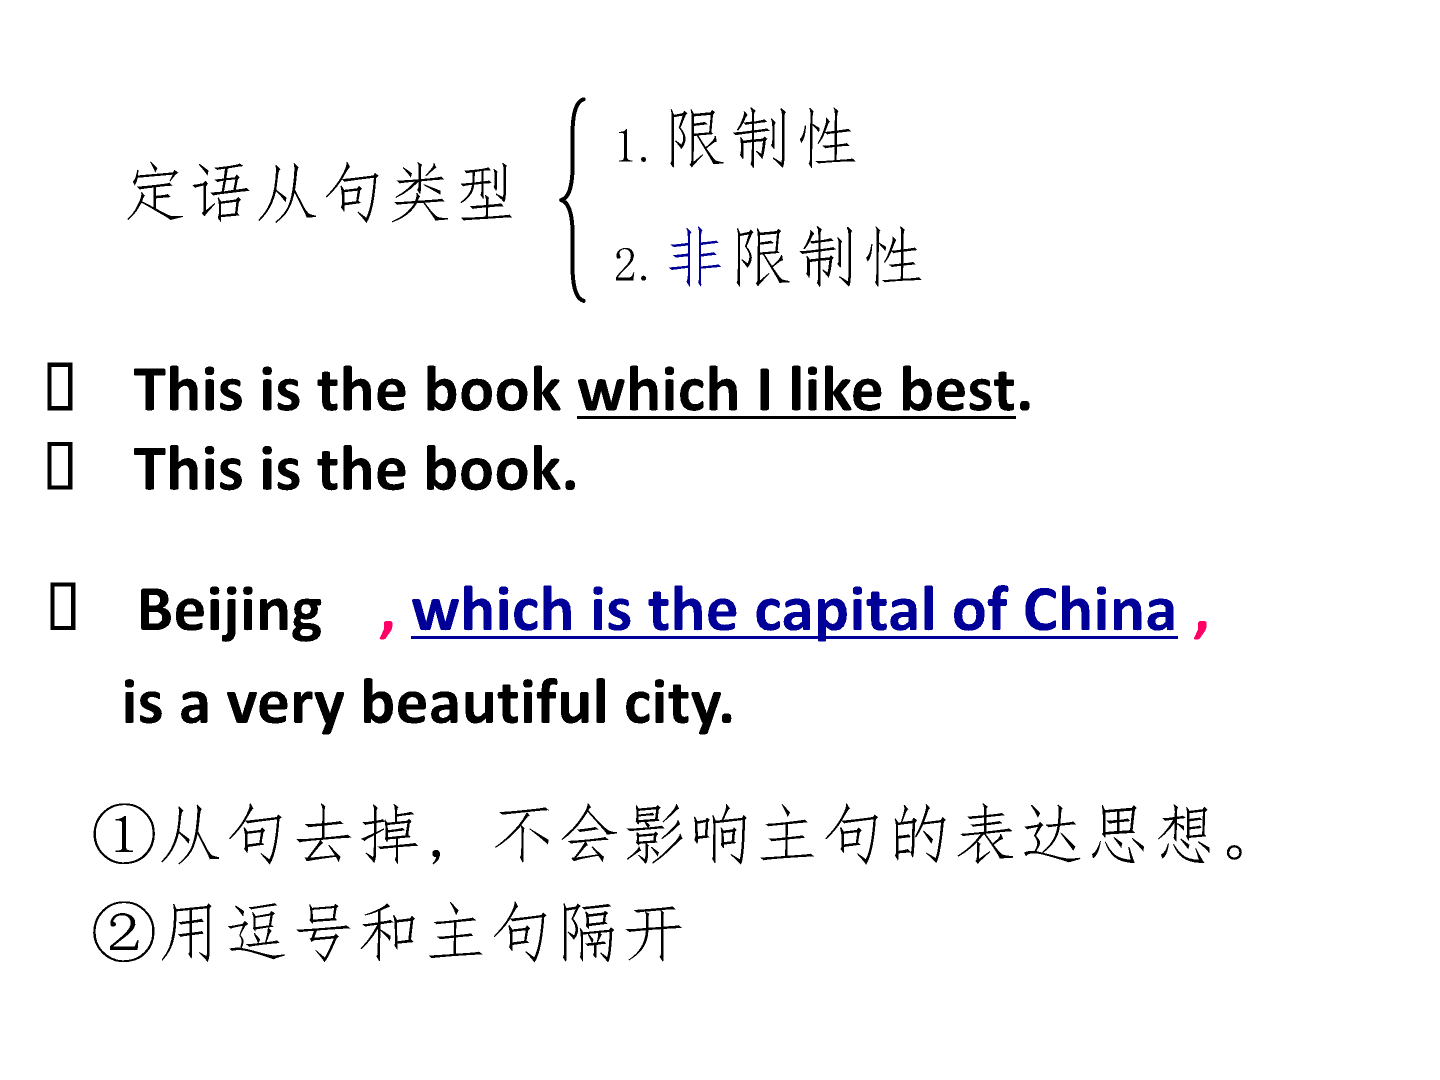 定语从句类型
1. 限制性
2. 非限制性
This is the book which I like best.
This is the book.
Beijing , which is the capital of China ,
is a very beautiful city.
①从句去掉，不会影响主句的表达思想。
②用逗号和主句隔开